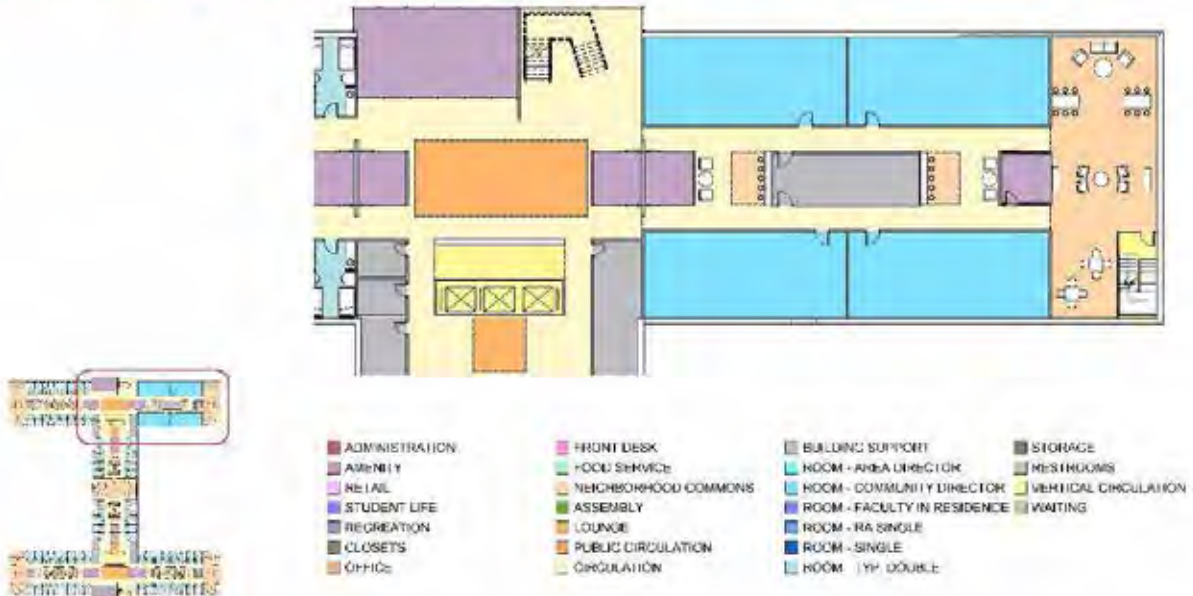 ADMINISTRATION
AMENITY
RETAIL
STUDENT LIFE
RECREATION
CLOSETS
OFFICE
FRONT DESK
FOOD SERVICE
NEIGHBORHOOD COMMONS
ASSEMBLY
LOUNGE
PUBLIC CIRCULATION
CIRCULATION
BUILDING SUPPORT
ROOM - AREA DIRECTOR
ROOM - COMMUNITY DIRECTOR
ROOM - FACULTY IN RESIDENCE
ROOM - RA SINGLE
ROOM - SINGLE
ROOM - TYP. DOUBLE
STORAGE
RESTROOMS
VERTICAL CIRCULATION
WAITING